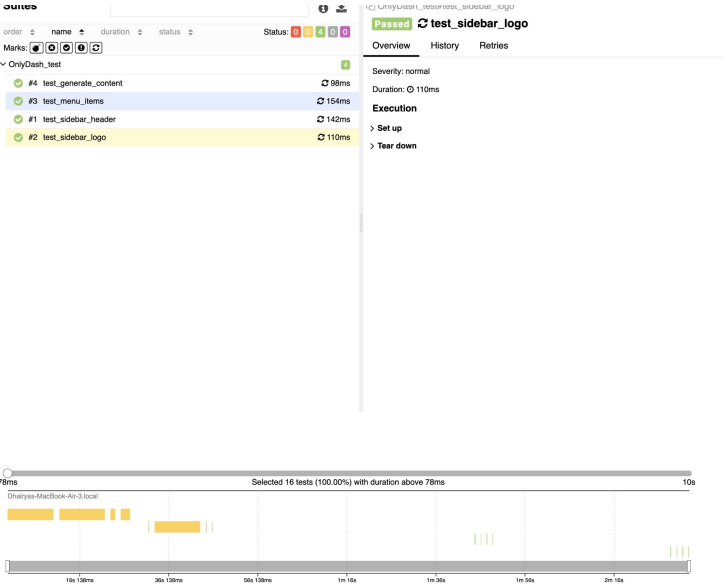 Suites
order name duration status Status: 0 0 4 0 0
Marks:
OnlyDash_test 4
#4 test_generate_content 98ms
#3 test_menu_items 154ms
#1 test_sidebar_header 142ms
#2 test_sidebar_logo 110ms
OnlyDash_test#test_sidebar_logo
Passed test_sidebar_logo
Overview History Retries
Severity: normal
Duration: 110ms
Execution
Set up
Tear down
78ms Selected 16 tests (100.00%) with duration above 78ms 10s
Dhairyas-MacBook-Air-3.local
16s 138ms 36s 138ms 56s 138ms 1m 16s 1m 36s 1m 56s 2m 16s